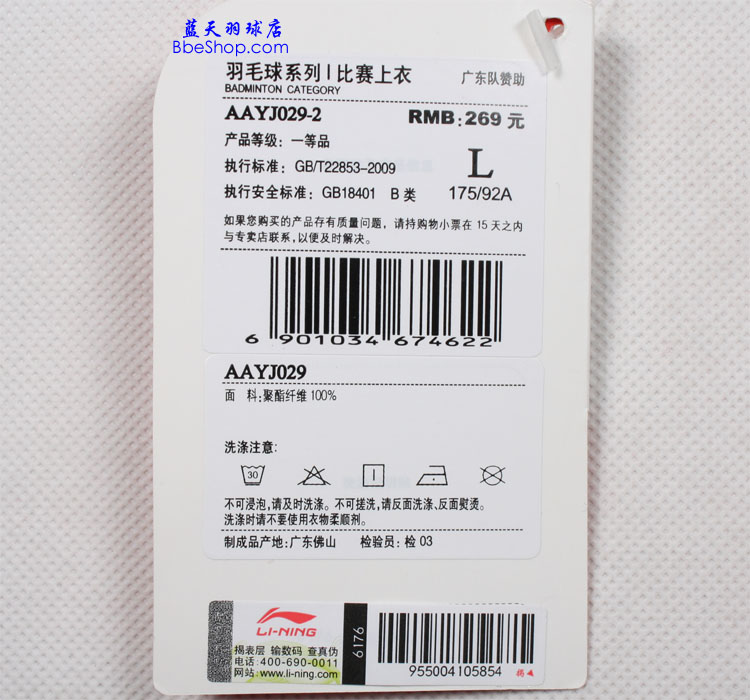 蓝天羽球店
BbeShop.com
羽毛球系列 | 比赛上衣 广东队赞助
BADMINTON CATEGORY
AAYJ029-2 RMB:269 元
产品等级: 一等品
执行标准: GB/T22853-2009 L
执行安全标准: GB18401 B 类 175/92A
如果您购买的产品存有质量问题，请持购物小票在 15 天之内
与专卖店联系,以便及时解决。
6 901034 674622
AAYJ029
面 料:聚酯纤维 100%
洗涤注意:
30
不可浸泡,请及时洗涤。不可搓洗,请反面洗涤、反面熨烫。
洗涤时请不要使用衣物柔顺剂。
制成品产地:广东佛山 检验员:检 03
LI-NING
揭表层 输数码 查真伪
电话:400-690-0011
网站:www.li-ning.com
6176
955004105854